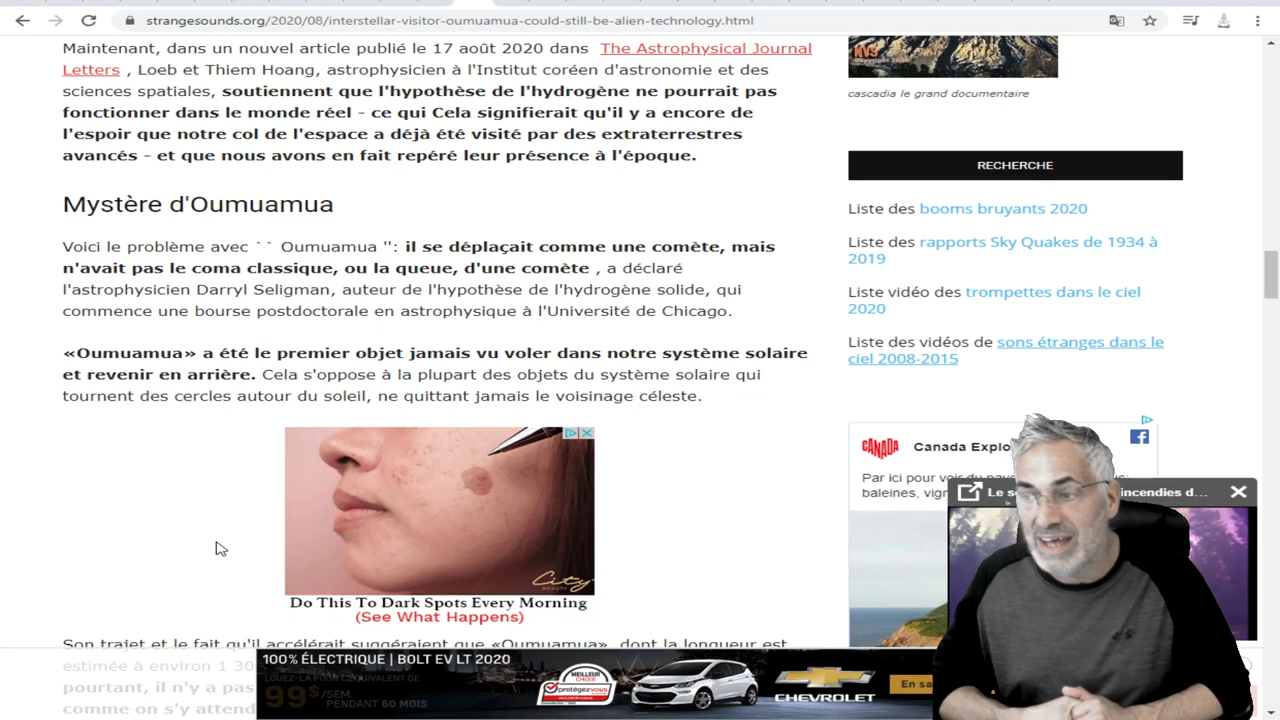 strangesounds.org/2020/08/interstellar-visitor-oumuamua-could-still-be-alien-technology.html
Maintenant, dans un nouvel article publié le 17 août 2020 dans The Astrophysical Journal
Letters , Loeb et Thiem Hoang, astrophysicien à l'Institut coréen d'astronomie et des
sciences spatiales, soutiennent que l'hypothèse de l'hydrogène ne pourrait pas
fonctionner dans le monde réel - ce qui Cela signifierait qu'il y a encore de
l'espoir que notre col de l'espace a déjà été visité par des extraterrestres
avancés - et que nous avons en fait repéré leur présence à l'époque.
Mystère d'Oumuamua
Voici le problème avec `` Oumuamua '': il se déplaçait comme une comète, mais
n'avait pas le coma classique, ou la queue, d'une comète , a déclaré
l'astrophysicien Darryl Seligman, auteur de l'hypothèse de l'hydrogène solide, qui
commence une bourse postdoctorale en astrophysique à l'Université de Chicago.
«Oumuamua» a été le premier objet jamais vu voler dans notre système solaire
et revenir en arrière. Cela s'oppose à la plupart des objets du système solaire qui
tournent des cercles autour du soleil, ne quittant jamais le voisinage céleste.
City
Do This To Dark Spots Every Morning
(See What Happens)
Son trajet et le fait qu'il accélérait suggéraient que «Oumuamua», dont la longueur est
estimée à environ 1 30
pourtant, il n'y a pas
comme on s'y attend
100% ÉLECTRIQUE | BOLT EV LT 2020
LOUEZ-LA POUR L'ÉQUIVALENT DE
99$ /SEM.
PENDANT 60 MOIS
MEILLEUR
CHOIX
protégez-vous
CHEVROLET
En sa
cascadia le grand documentaire
RECHERCHE
Liste des booms bruyants 2020
Liste des rapports Sky Quakes de 1934 à
2019
Liste vidéo des trompettes dans le ciel
2020
Liste des vidéos de sons étranges dans le
ciel 2008-2015
CANADA
Canada Explo
Par ici pour voir du
baleines, vign
incendies d...